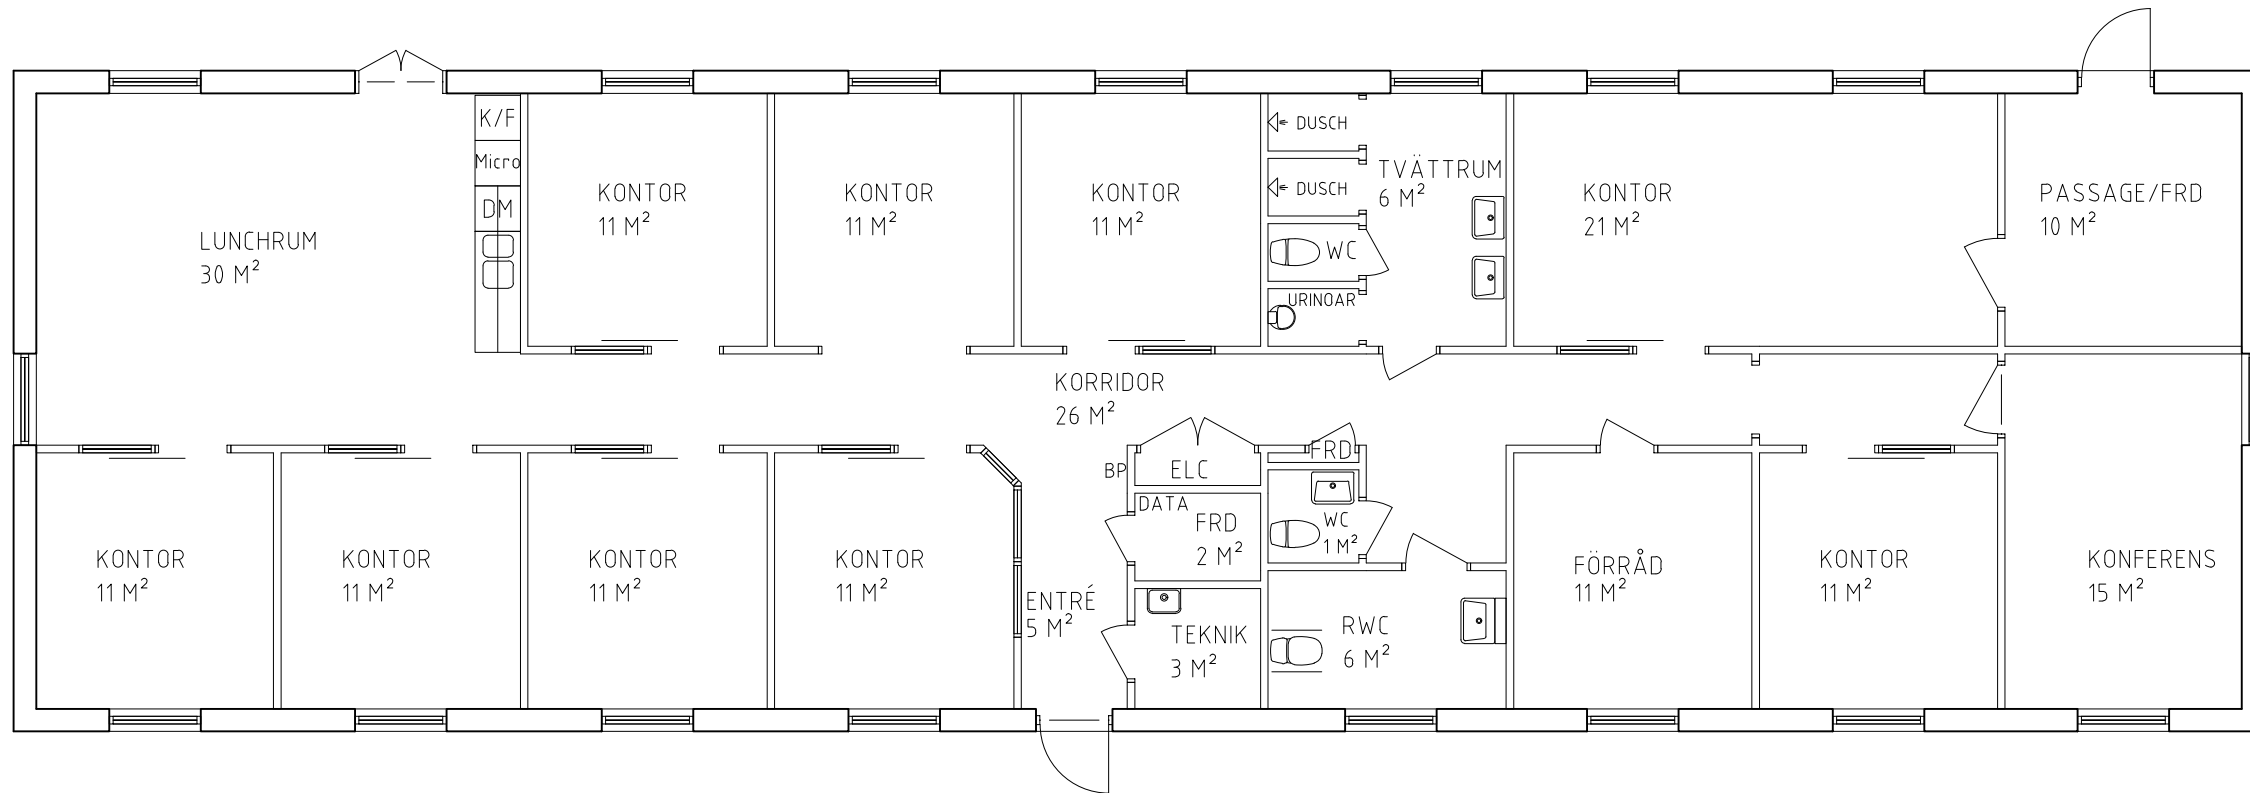 K/F
Micro
DM
LUNCHRUM
30 M²
KONTOR
11 M²
KONTOR
11 M²
KONTOR
11 M²
DUSCH
DUSCH
WC
URINOAR
TVÄTTRUM
6 M²
KONTOR
21 M²
PASSAGE/FRD
10 M²
KORRIDOR
26 M²
KONTOR
11 M²
KONTOR
11 M²
KONTOR
11 M²
KONTOR
11 M²
ENTRÉ
5 M²
BP
ELC
DATA
FRD
2 M²
TEKNIK
3 M²
FRD
WC
1 M²
RWC
6 M²
FÖRRÅD
11 M²
KONTOR
11 M²
KONFERENS
15 M²